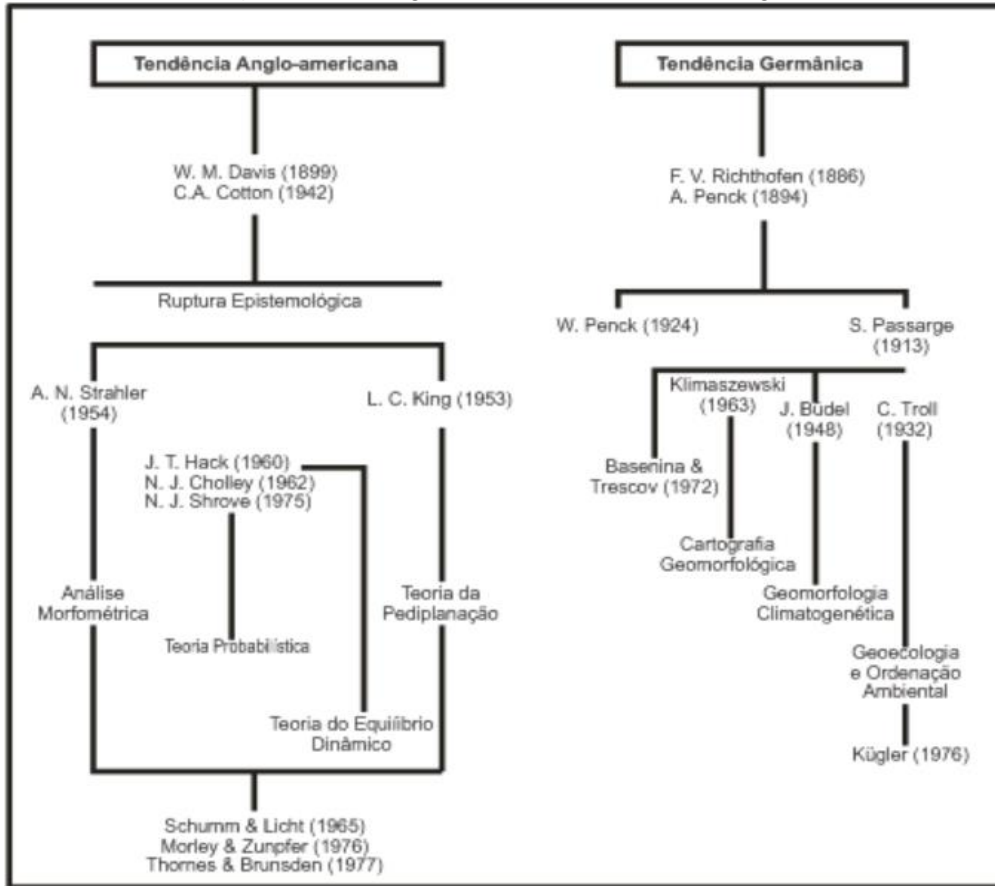 Tendência Anglo-americana
W. M. Davis (1899)
C.A. Cotton (1942)
Ruptura Epistemológica
A. N. Strahler
(1954)
L. C. King (1953)
J. T. Hack (1960)
N. J. Cholley (1962)
N. J. Shrove (1975)
Análise
Morfométrica
Teoria Probabilística
Teoria da
Pediplanação
Teoria do Equilíbrio
Dinâmico
Schumm & Licht (1965)
Morley & Zunpfer (1976)
Thornes & Brunsden (1977)
Tendência Germânica
F. V. Richthofen (1886)
A. Penck (1894)
W. Penck (1924)
S. Passarge
(1913)
Klimaszewski
(1963)
J. Büdel
(1948)
C. Troll
(1932)
Basenina &
Trescov (1972)
Cartografia
Geomorfológica
Geomorfologia
Climatogenética
Geoecologia
e Ordenação
Ambiental
Kügler (1976)